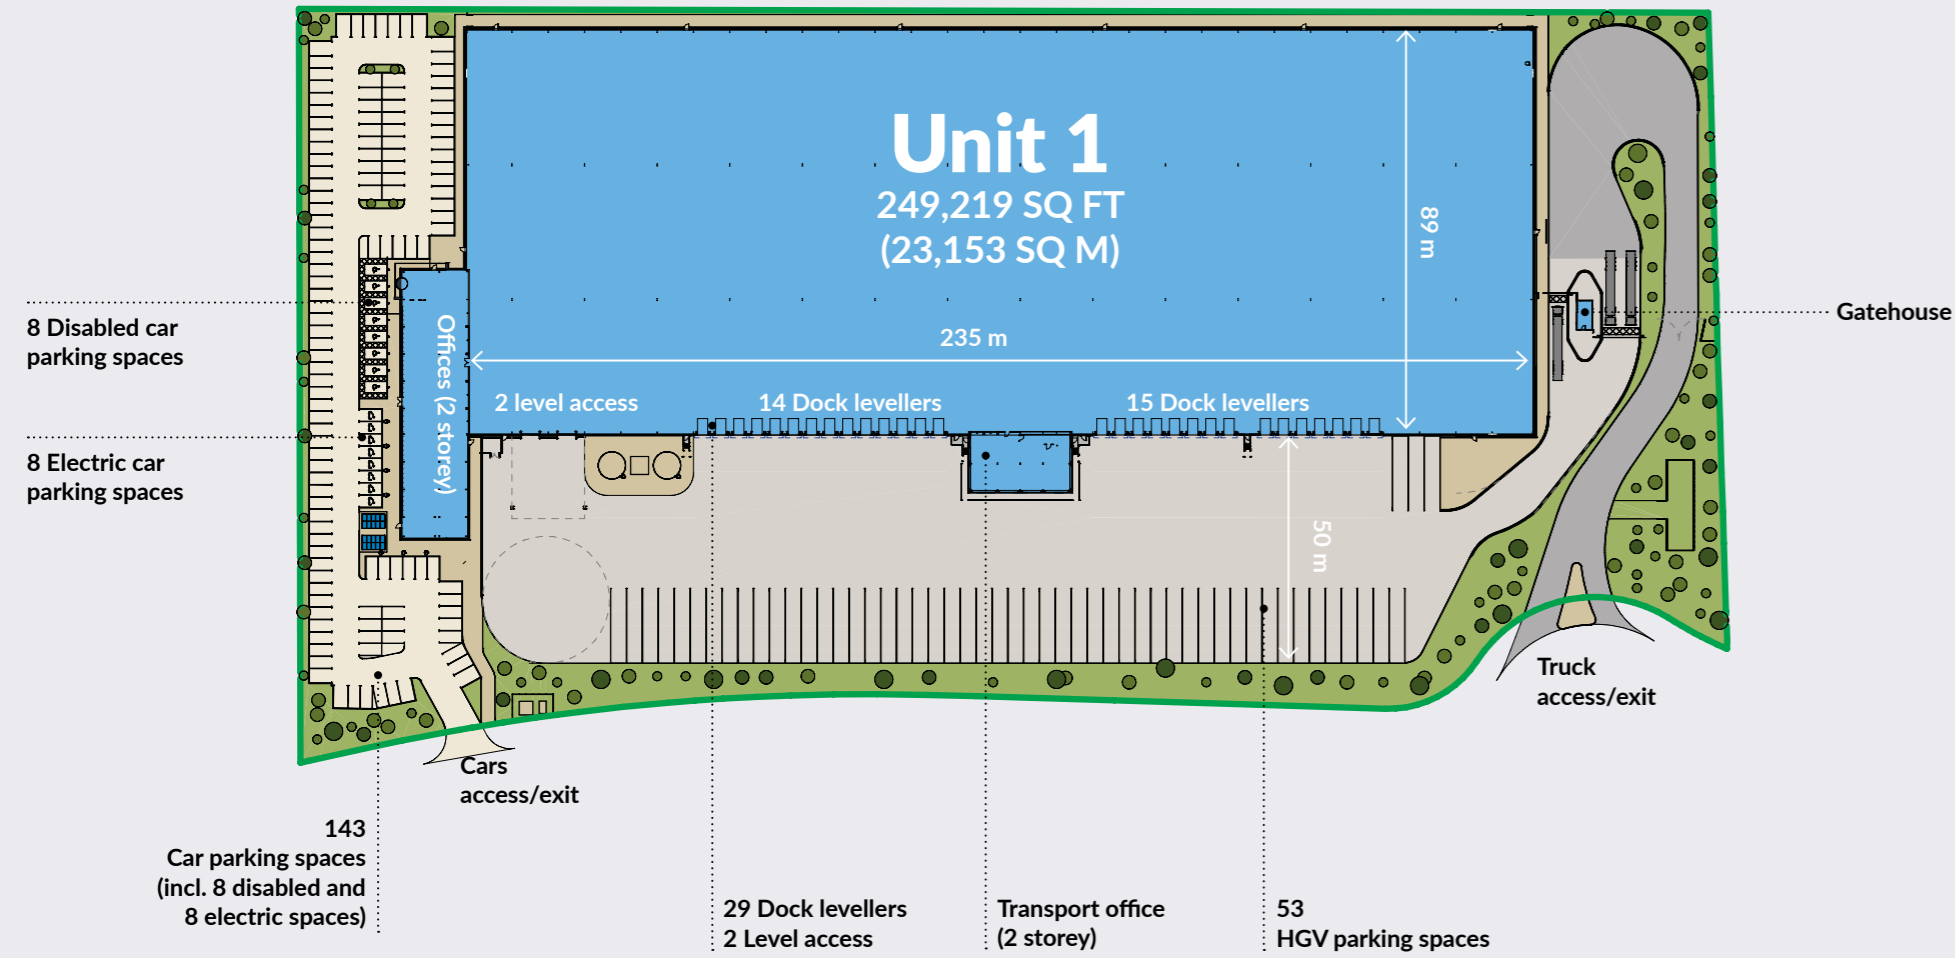 Unit 1
249,219 SQ FT
(23,153 SQ M)
89 m
235 m
2 level access
14 Dock levellers
15 Dock levellers
Offices (2 storey)
50 m
8 Disabled car
parking spaces
8 Electric car
parking spaces
Gatehouse
Truck
access/exit
Cars
access/exit
143
Car parking spaces
(incl. 8 disabled and
8 electric spaces)
29 Dock levellers
2 Level access
Transport office
(2 storey)
53
HGV parking spaces